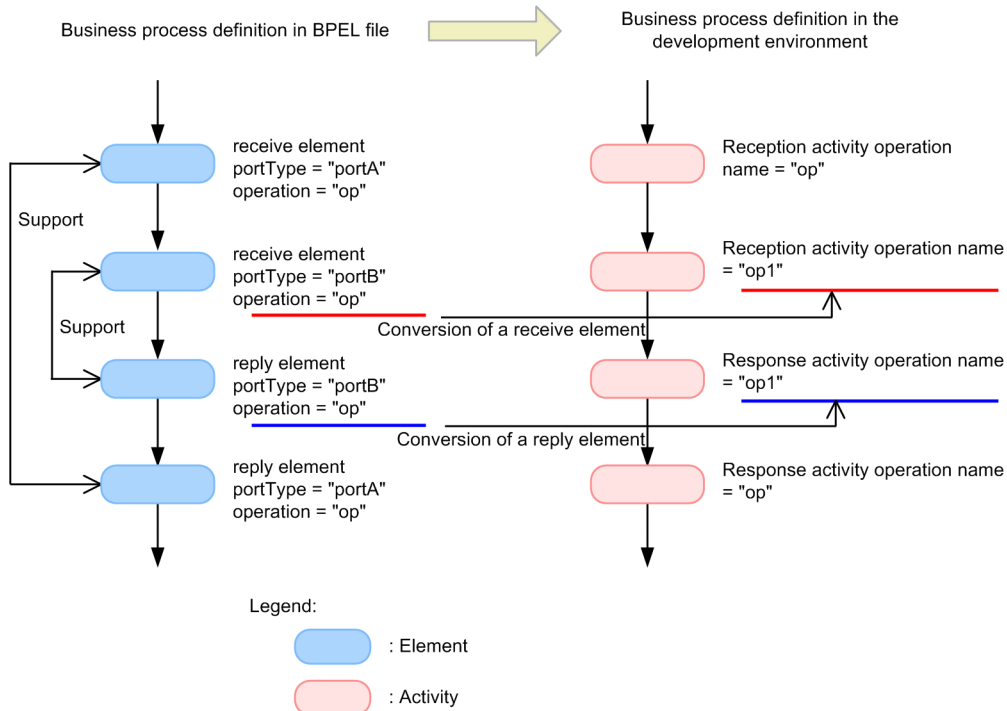 Business process definition in BPEL file
Business process definition in the
development environment
receive element
portType = "portA"
operation = "op"
Reception activity operation
name = "op"
Support
receive element
portType = "portB"
operation = "op"
Reception activity operation name
= "op1"
Support
Conversion of a receive element
reply element
portType = "portB"
operation = "op"
Response activity operation name
= "op1"
Conversion of a reply element
reply element
portType = "portA"
operation = "op"
Response activity operation name
= "op"
Legend:
: Element
: Activity